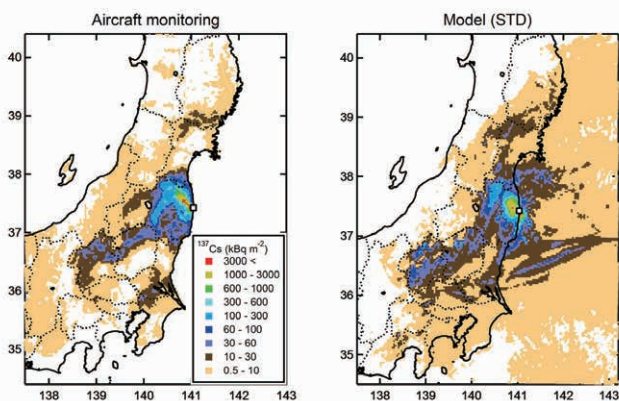 Aircraft monitoring
Model (STD)
40
39
38
37
36
35
138 139 140 141 142 143
137Cs (kBq m-2)
3000 <
1000 - 3000
600 - 1000
300 - 600
100 - 300
60 - 100
30 - 60
10 - 30
0.5 - 10
40
39
38
37
36
35
138 139 140 141 142 143